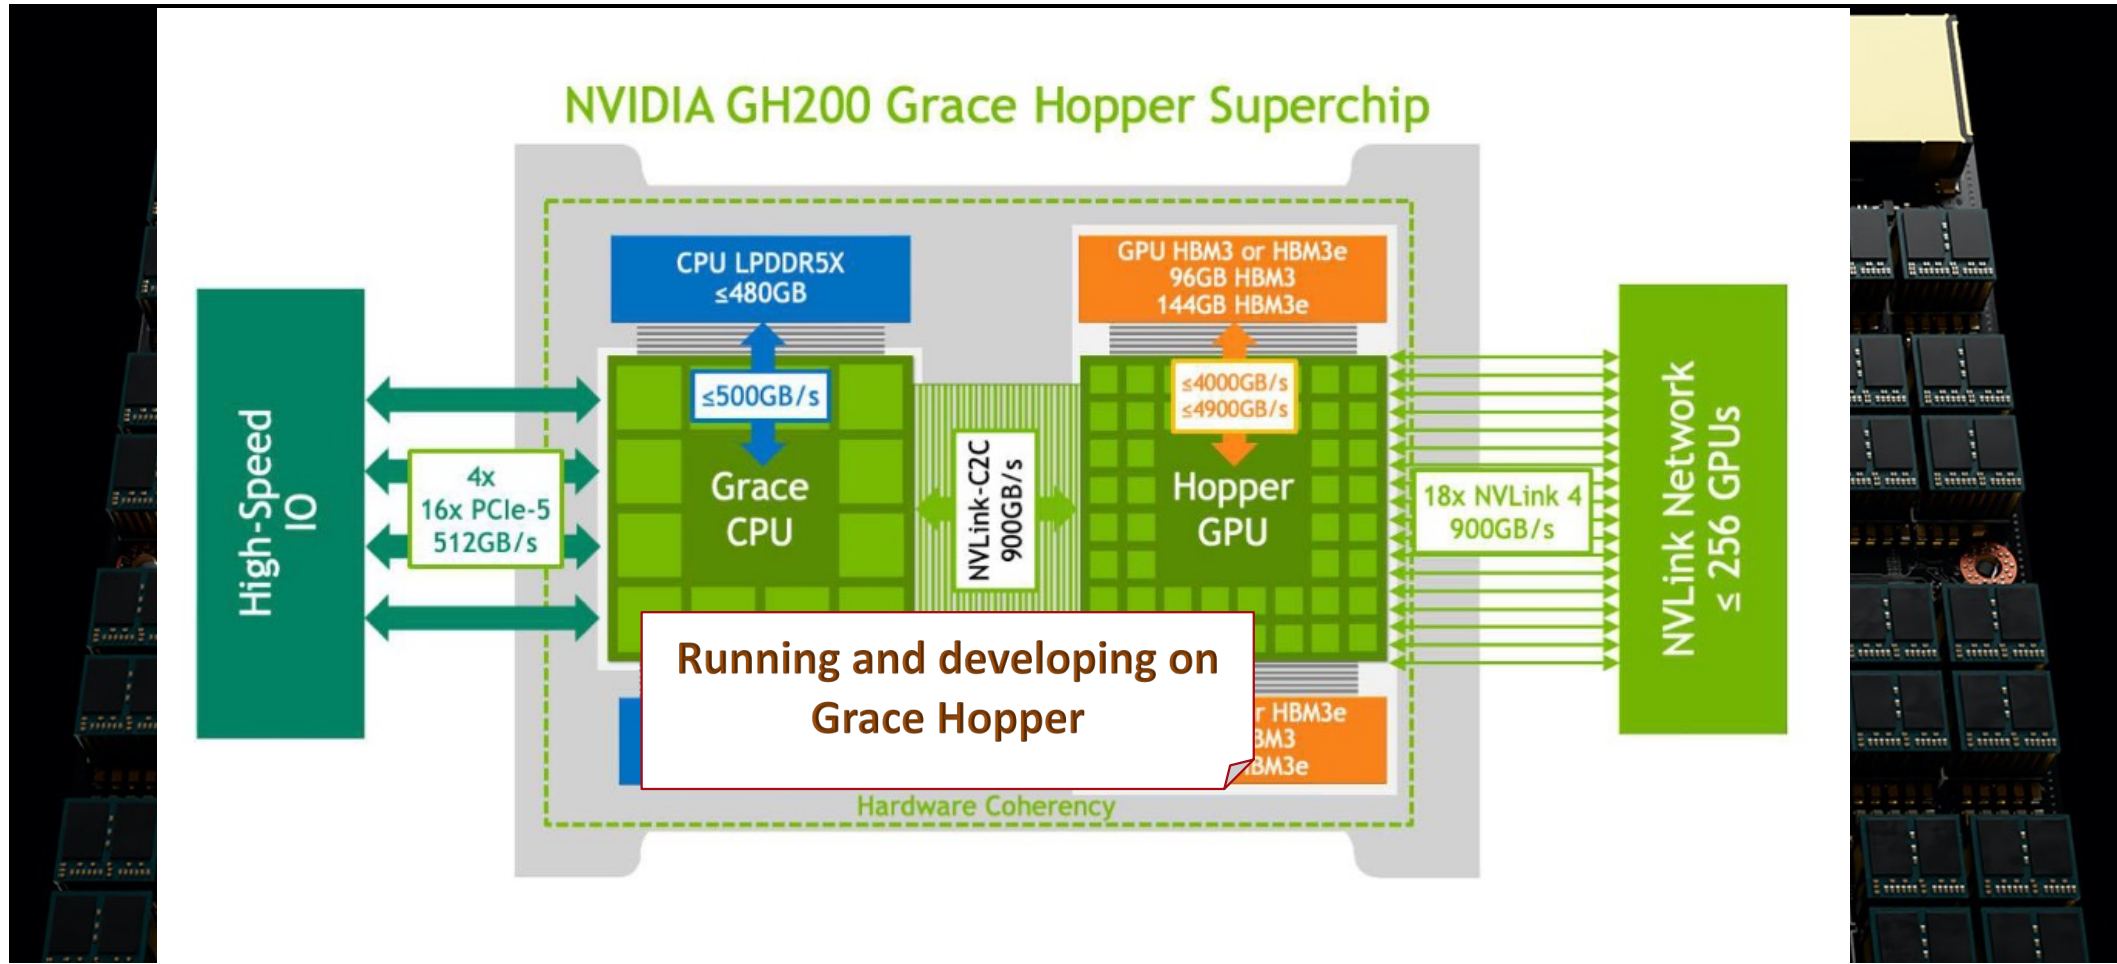 NVIDIA GH200 Grace Hopper Superchip
CPU LPDDR5X
≤480GB
GPU HBM3 or HBM3e
96GB HBM3
144GB HBM3e
≤500GB/s
≤4000GB/s
≤4900GB/s
High-Speed
IO
4x
16x PCIe-5
512GB/s
Grace
CPU
NVLink-C2C
900GB/s
Hopper
GPU
18x NVLink 4
900GB/s
NVLink Network
≤ 256 GPUs
Running and developing on
Grace Hopper
r HBM3e
BM3
HBM3e
Hardware Coherency